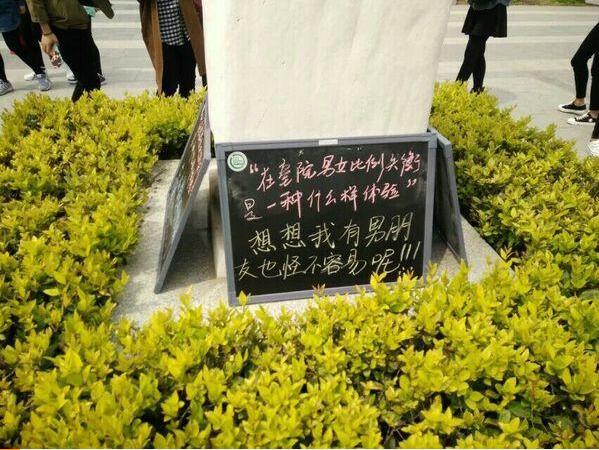 "在院男女比例失衡
是一种什么样体验"
想想我有男朋
友也怪不容易呢!!!